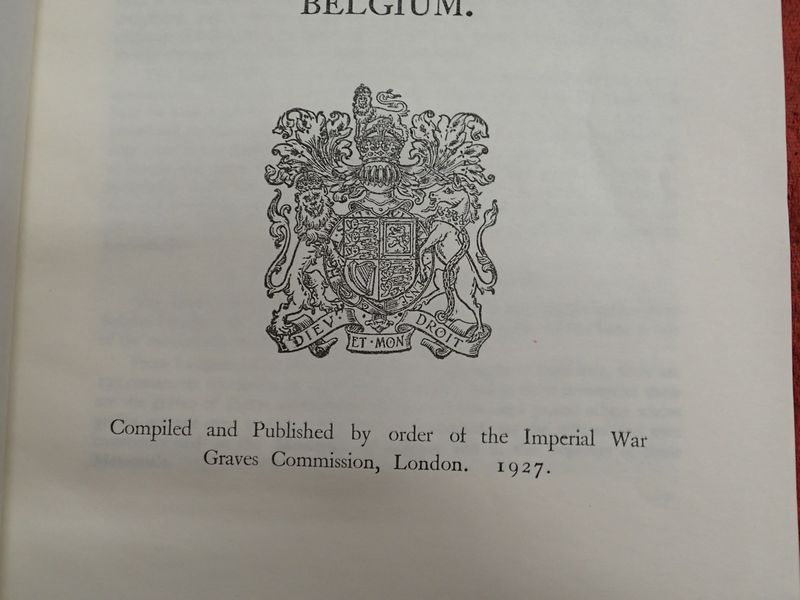 BELGIUM.
DIEV · ET · MON DROIT
Compiled and Published by order of the Imperial War
Graves Commission, London. 1927.